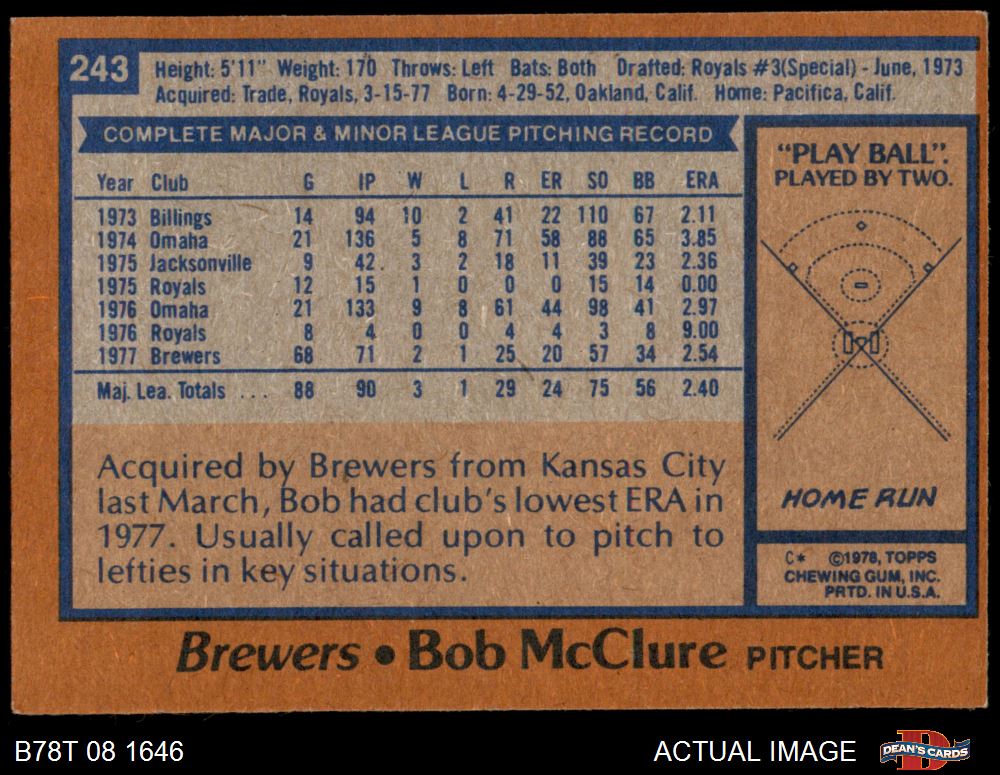 243
Height: 5'11" Weight: 170 Throws: Left Bats: Both Drafted: Royals #3(Special) - June, 1973
Acquired: Trade, Royals, 3-15-77 Born: 4-29-52, Oakland, Calif. Home: Pacifica, Calif.
COMPLETE MAJOR & MINOR LEAGUE PITCHING RECORD
Year Club G IP W L R ER SO BB ERA
1973 Billings 14 94 10 2 41 22 110 67 2.11
1974 Omaha 21 136 5 8 71 58 88 65 3.85
1975 Jacksonville 9 42 3 2 18 11 39 23 2.36
1975 Royals 12 15 1 0 0 0 15 14 0.00
1976 Omaha 21 133 9 8 61 44 98 41 2.97
1976 Royals 8 4 0 0 4 4 3 8 9.00
1977 Brewers 68 71 2 1 25 20 57 34 2.54
Maj. Lea. Totals ... 88 90 3 1 29 24 75 56 2.40
Acquired by Brewers from Kansas City
last March, Bob had club's lowest ERA in
1977. Usually called upon to pitch to
lefties in key situations.
"PLAY BALL".
PLAYED BY TWO.
HOME RUN
C* ©1978, TOPPS
CHEWING GUM, INC.
PRTD. IN U.S.A.
Brewers • Bob McClure PITCHER
B78T 08 1646
ACTUAL IMAGE
D
DEAN'S CARDS